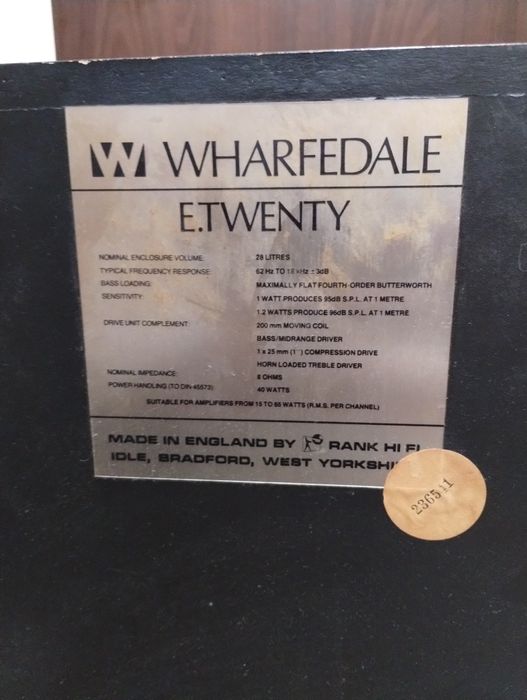 W WHARFEDALE
E.TWENTY
NOMINAL ENCLOSURE VOLUME: 28 LITRES
TYPICAL FREQUENCY RESPONSE: 62 Hz TO 18 kHz ±3dB
BASS LOADING: MAXIMALLY FLAT FOURTH-ORDER BUTTERWORTH
SENSITIVITY: 1 WATT PRODUCES 95dB S.P.L. AT 1 METRE
1.2 WATTS PRODUCE 96dB S.P.L. AT 1 METRE
DRIVE UNIT COMPLEMENT: 200 mm MOVING COIL
BASS/MIDRANGE DRIVER
1 x 25 mm (1") COMPRESSION DRIVE
HORN LOADED TREBLE DRIVER
NOMINAL IMPEDANCE: 8 OHMS
POWER HANDLING (TO DIN-45573) 40 WATTS
SUITABLE FOR AMPLIFIERS FROM 15 TO 65 WATTS (R.M.S. PER CHANNEL)
MADE IN ENGLAND BY RANK HI FI
IDLE, BRADFORD, WEST YORKSHI
236541